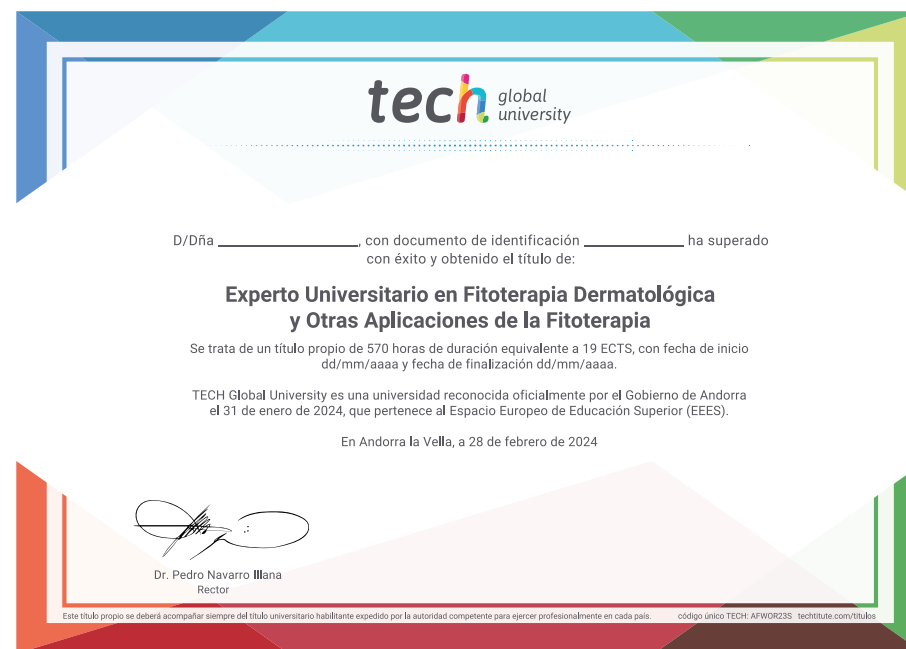 tech global university
D/Dña ____________________, con documento de identificación ______________ ha superado
con éxito y obtenido el título de:
Experto Universitario en Fitoterapia Dermatológica
y Otras Aplicaciones de la Fitoterapia
Se trata de un título propio de 570 horas de duración equivalente a 19 ECTS, con fecha de inicio
dd/mm/aaaa y fecha de finalización dd/mm/aaaa.
TECH Global University es una universidad reconocida oficialmente por el Gobierno de Andorra
el 31 de enero de 2024, que pertenece al Espacio Europeo de Educación Superior (EEES).
En Andorra la Vella, a 28 de febrero de 2024
Dr. Pedro Navarro Illana
Rector
Este título propio se deberá acompañar siempre del título universitario habilitante expedido por la autoridad competente para ejercer profesionalmente en cada país. código único TECH: AFWOR23S techtitute.com/titulos